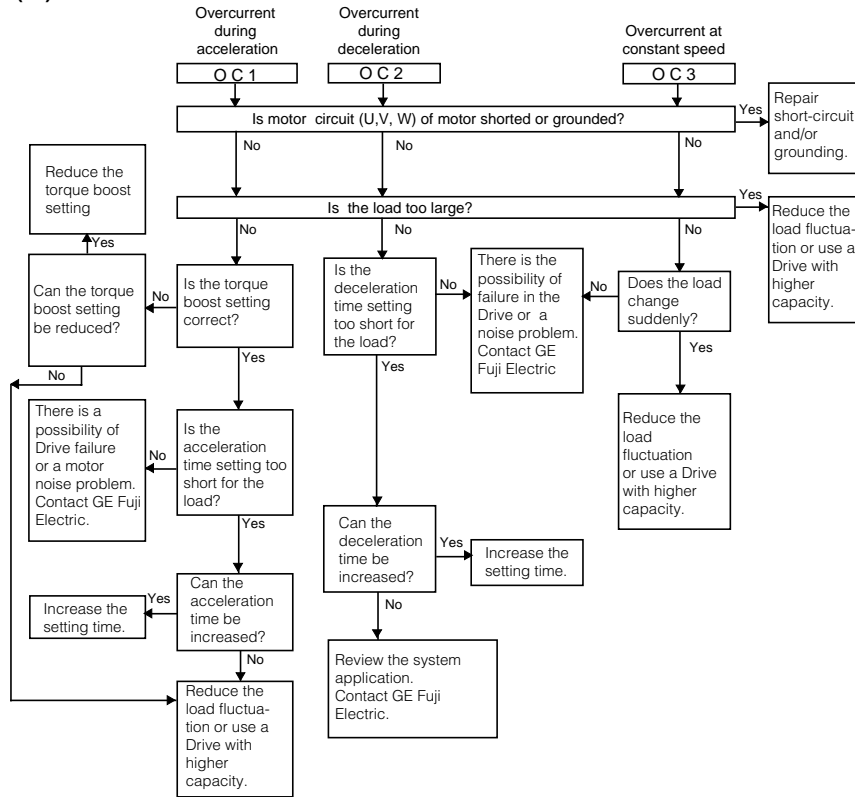 Overcurrent
during
acceleration
Overcurrent
during
deceleration
Overcurrent at
constant speed
O C 1
O C 2
O C 3
Is motor circuit (U,V, W) of motor shorted or grounded?
Yes
Repair
short-circuit
and/or
grounding.
No
No
No
Reduce the
torque boost
setting
Is the load too large?
Yes
Reduce the
load fluctua-
tion or use a
Drive with
higher
capacity.
Yes
No
No
No
Can the torque
boost setting
be reduced?
No
Is the torque
boost setting
correct?
Is the
deceleration
time setting
too short for
the load?
No
There is the
possibility of
failure in the
Drive or a
noise problem.
Contact GE
Fuji Electric
No
Does the load
change
suddenly?
No
Yes
Yes
Yes
There is a
possibility of
Drive failure
or a motor
noise problem.
Contact GE Fuji
Electric.
No
Is the
acceleration
time setting too
short for the
load?
Reduce the
load
fluctuation
or use a Drive
with higher
capacity.
Yes
Can the
deceleration
time be
increased?
Yes
Increase the
setting time.
Increase the
setting time.
Yes
Can the
acceleration
time be
increased?
No
No
Review the system
application.
Contact GE Fuji
Electric.
Reduce the
load fluctua-
tion or use a
Drive with
higher
capacity.